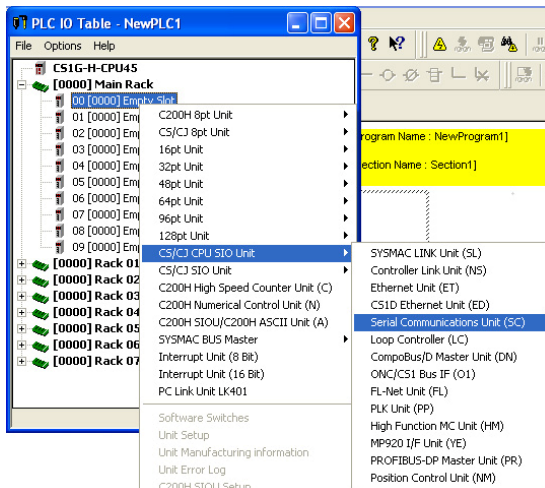 PLC IO Table - NewPLC1
File Options Help
CS1G-H-CPU45
[0000] Main Rack
00 [0000] Empty Slot
01 [0000] Emp
02 [0000] Emp
03 [0000] Emp
04 [0000] Emp
05 [0000] Emp
06 [0000] Emp
07 [0000] Emp
08 [0000] Emp
09 [0000] Emp
[0000] Rack 01
[0000] Rack 02
[0000] Rack 03
[0000] Rack 04
[0000] Rack 05
[0000] Rack 06
[0000] Rack 07
C200H 8pt Unit
CS/CJ 8pt Unit
16pt Unit
32pt Unit
48pt Unit
64pt Unit
96pt Unit
128pt Unit
CS/CJ CPU SIO Unit
CS/CJ SIO Unit
C200H High Speed Counter Unit (C)
C200H Numerical Control Unit (N)
C200H SIOU/C200H ASCII Unit (A)
SYSMAC BUS Master
Interrupt Unit (8 Bit)
Interrupt Unit (16 Bit)
PC Link Unit LK401
Software Switches
Unit Setup
Unit Manufacturing information
Unit Error Log
C200H SIOU Setup
rogram Name : NewProgram1]
ection Name : Section1]
SYSMAC LINK Unit (SL)
Controller Link Unit (NS)
Ethernet Unit (ET)
CS1D Ethernet Unit (ED)
Serial Communications Unit (SC)
Loop Controller (LC)
CompoBus/D Master Unit (DN)
ONC/CS1 Bus IF (O1)
FL-Net Unit (FL)
PLK Unit (PP)
High Function MC Unit (HM)
MP920 I/F Unit (YE)
PROFIBUS-DP Master Unit (PR)
Position Control Unit (NM)